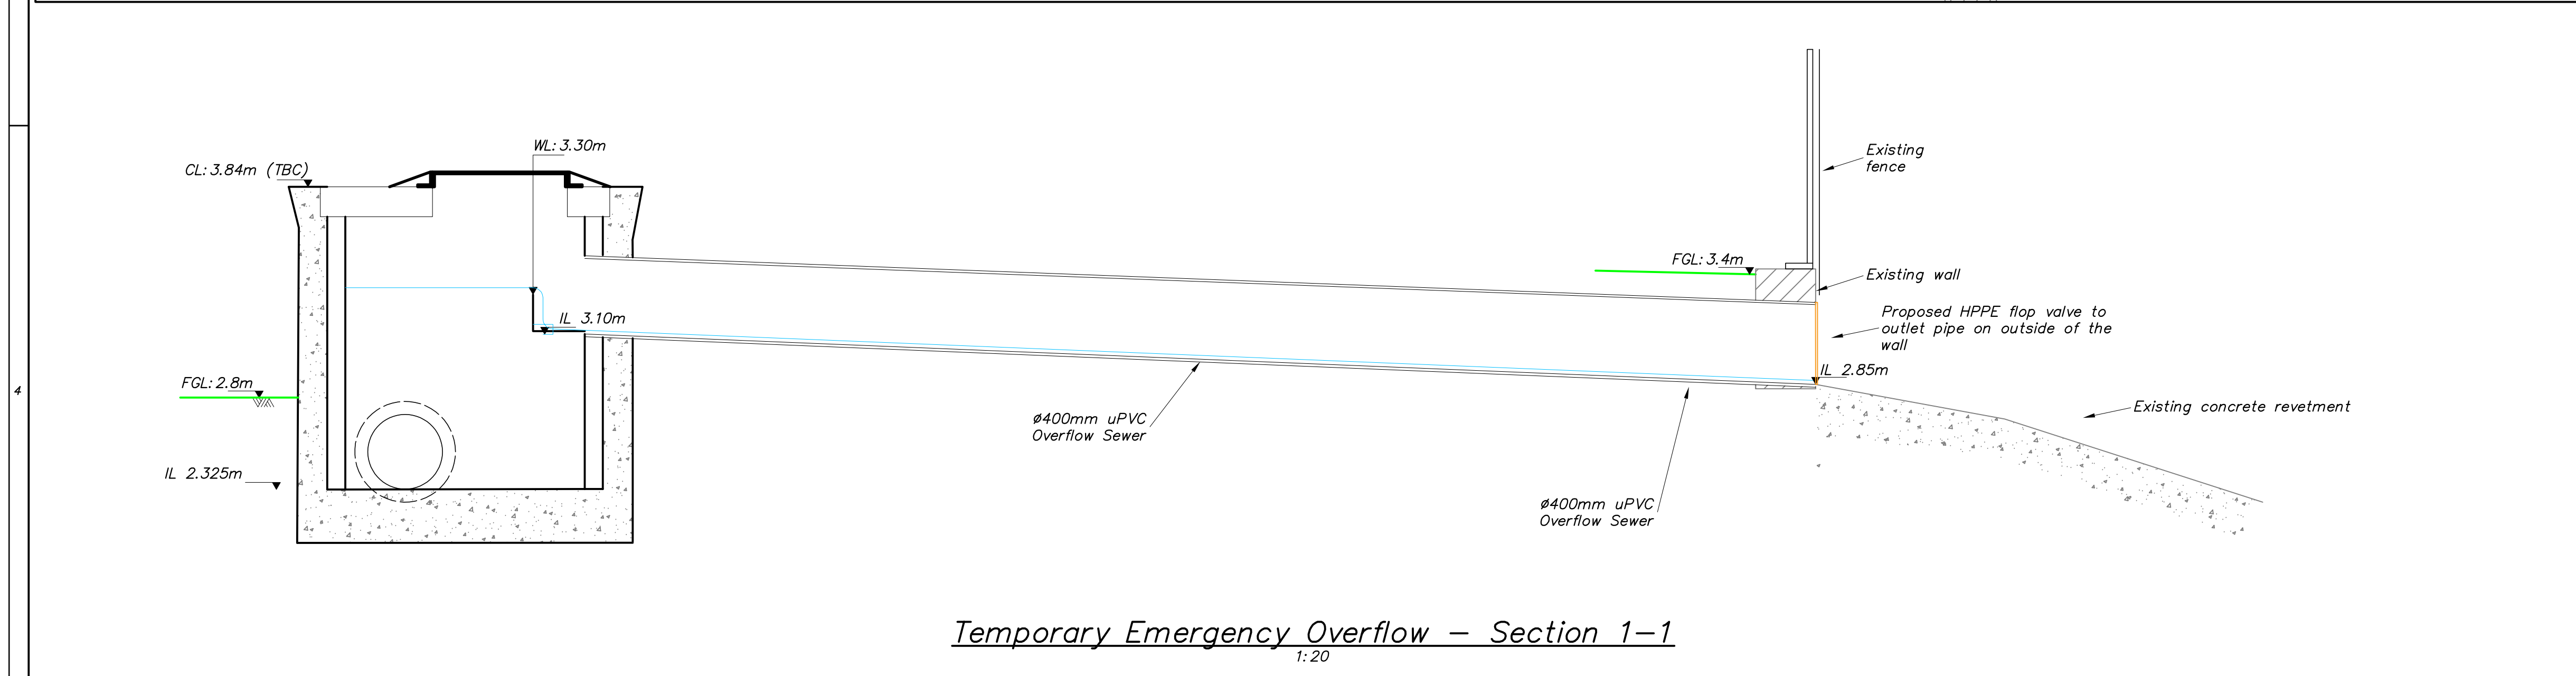 WL: 3.30m
CL: 3.84m (TBC)
Existing
fence
FGL: 3.4m
Existing wall
IL 3.10m
Proposed HPPE flop valve to
outlet pipe on outside of the
wall
IL 2.85m
FGL: 2.8m
4
Existing concrete revetment
ø400mm uPVC
Overflow Sewer
IL 2.325m
ø400mm uPVC
Overflow Sewer
Temporary Emergency Overflow – Section 1–1
1:20